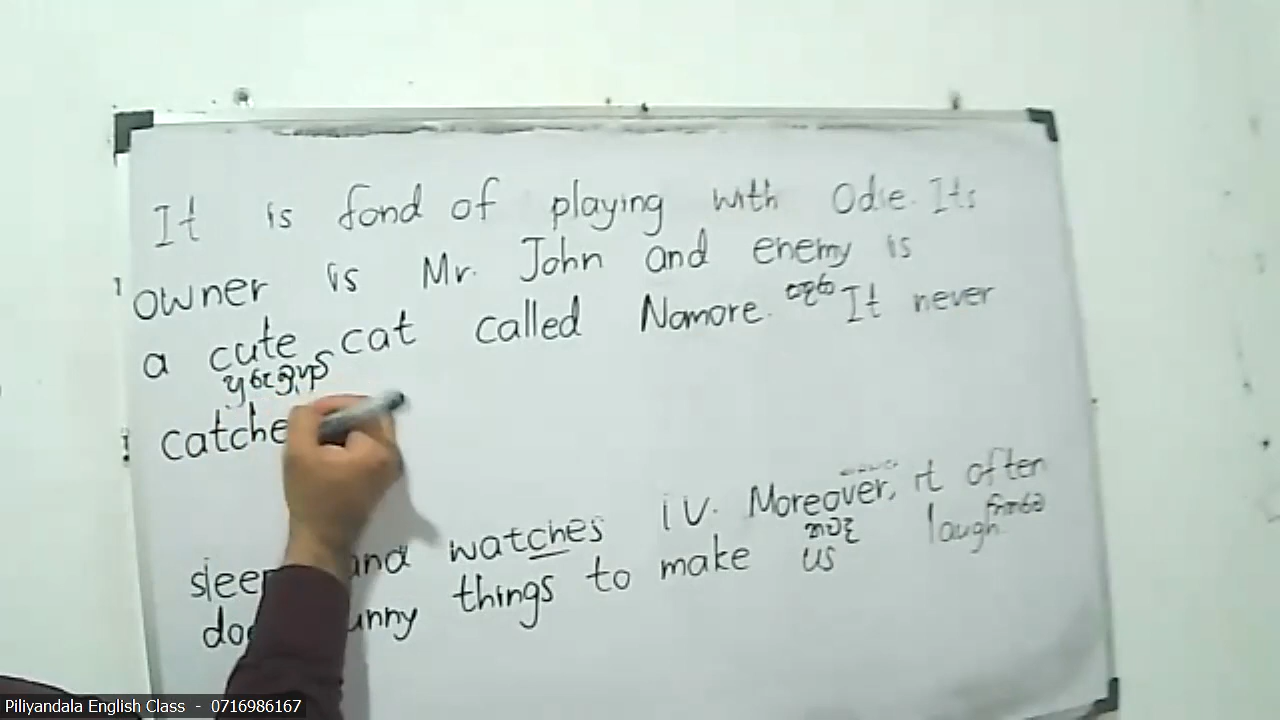 It is fond of playing with Odie. Its
owner is Mr. John and enemy is
a cute cat called Namore. It never
catche
iv. Moreover, it often
sleep and watches
do unny things to make us laugh.
Piliyandala English Class - 0716986167